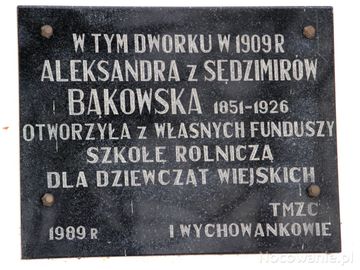 W TYM DWORKU W 1909 R
ALEKSANDRA z SĘDZIMIRÓW
BĄKOWSKA 1851-1926
OTWORZYŁA z WŁASNYCH FUNDUSZY
SZKOŁĘ ROLNICZĄ
DLA DZIEWCZĄT WIEJSKICH
TMZC
1989 R I WYCHOWANKOWIE
Nocowanie.pl